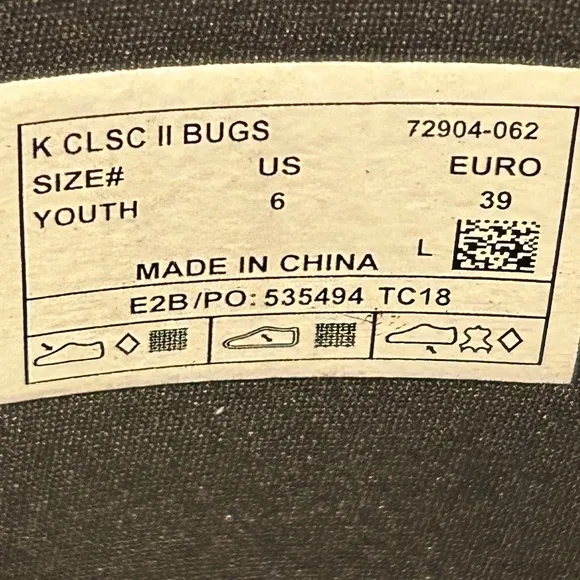 K CLSC II BUGS 72904-062
SIZE# US EURO
YOUTH 6 39
L
MADE IN CHINA
E2B/PO: 535494 TC18